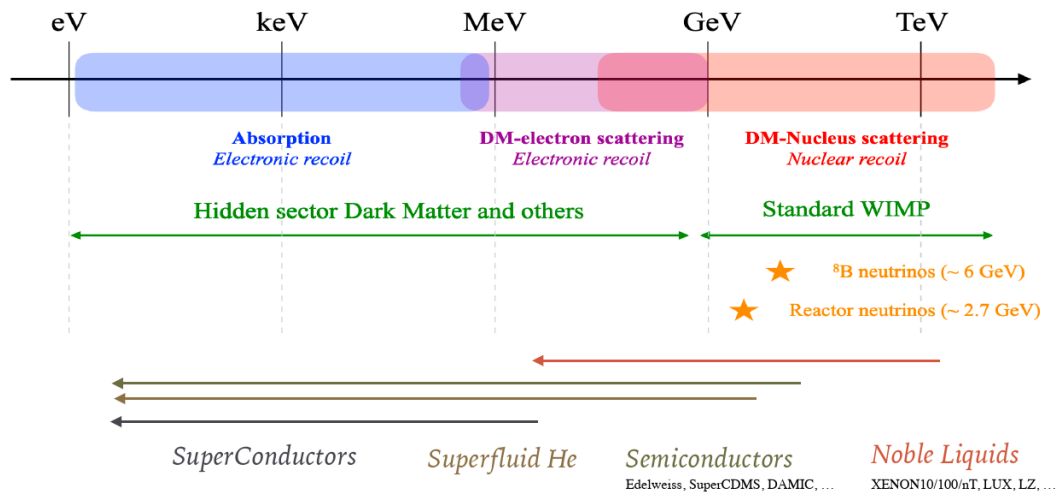 eV keV MeV GeV TeV
Absorption DM-electron scattering DM-Nucleus scattering
Electronic recoil Electronic recoil Nuclear recoil
Hidden sector Dark Matter and others Standard WIMP
⁸B neutrinos (~ 6 GeV)
Reactor neutrinos (~ 2.7 GeV)
SuperConductors Superfluid He Semiconductors Noble Liquids
Edelweiss, SuperCDMS, DAMIC, … XENON10/100/nT, LUX, LZ, …